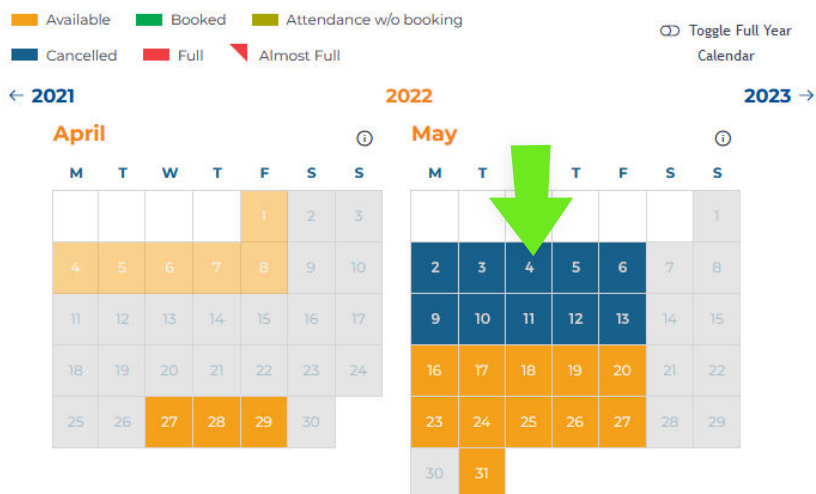 Available Booked Attendance w/o booking
Cancelled Full Almost Full
Toggle Full Year
Calendar
← 2021 2022 2023 →
April
M T W T F S S
1 2 3
4 5 6 7 8 9 10
11 12 13 14 15 16 17
18 19 20 21 22 23 24
25 26 27 28 29 30
May
M T T F S S
1
2 3 4 5 6 7 8
9 10 11 12 13 14 15
16 17 18 19 20 21 22
23 24 25 26 27 28 29
30 31